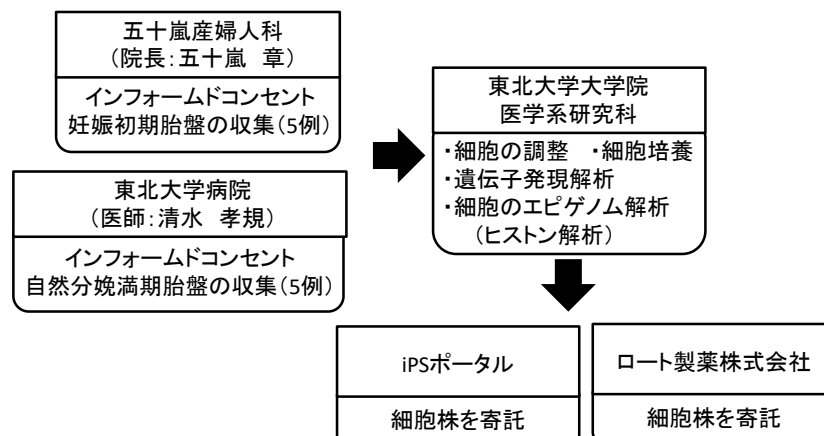 五十嵐産婦人科
（院長：五十嵐　章）
インフォームドコンセント
妊娠初期胎盤の収集（5例）
東北大学病院
（医師：清水　孝規）
インフォームドコンセント
自然分娩満期胎盤の収集（5例）
東北大学大学院
医学系研究科
・細胞の調整　・細胞培養
・遺伝子発現解析
・細胞のエピゲノム解析
（ヒストン解析）
iPSポータル
細胞株を寄託
ロート製薬株式会社
細胞株を寄託